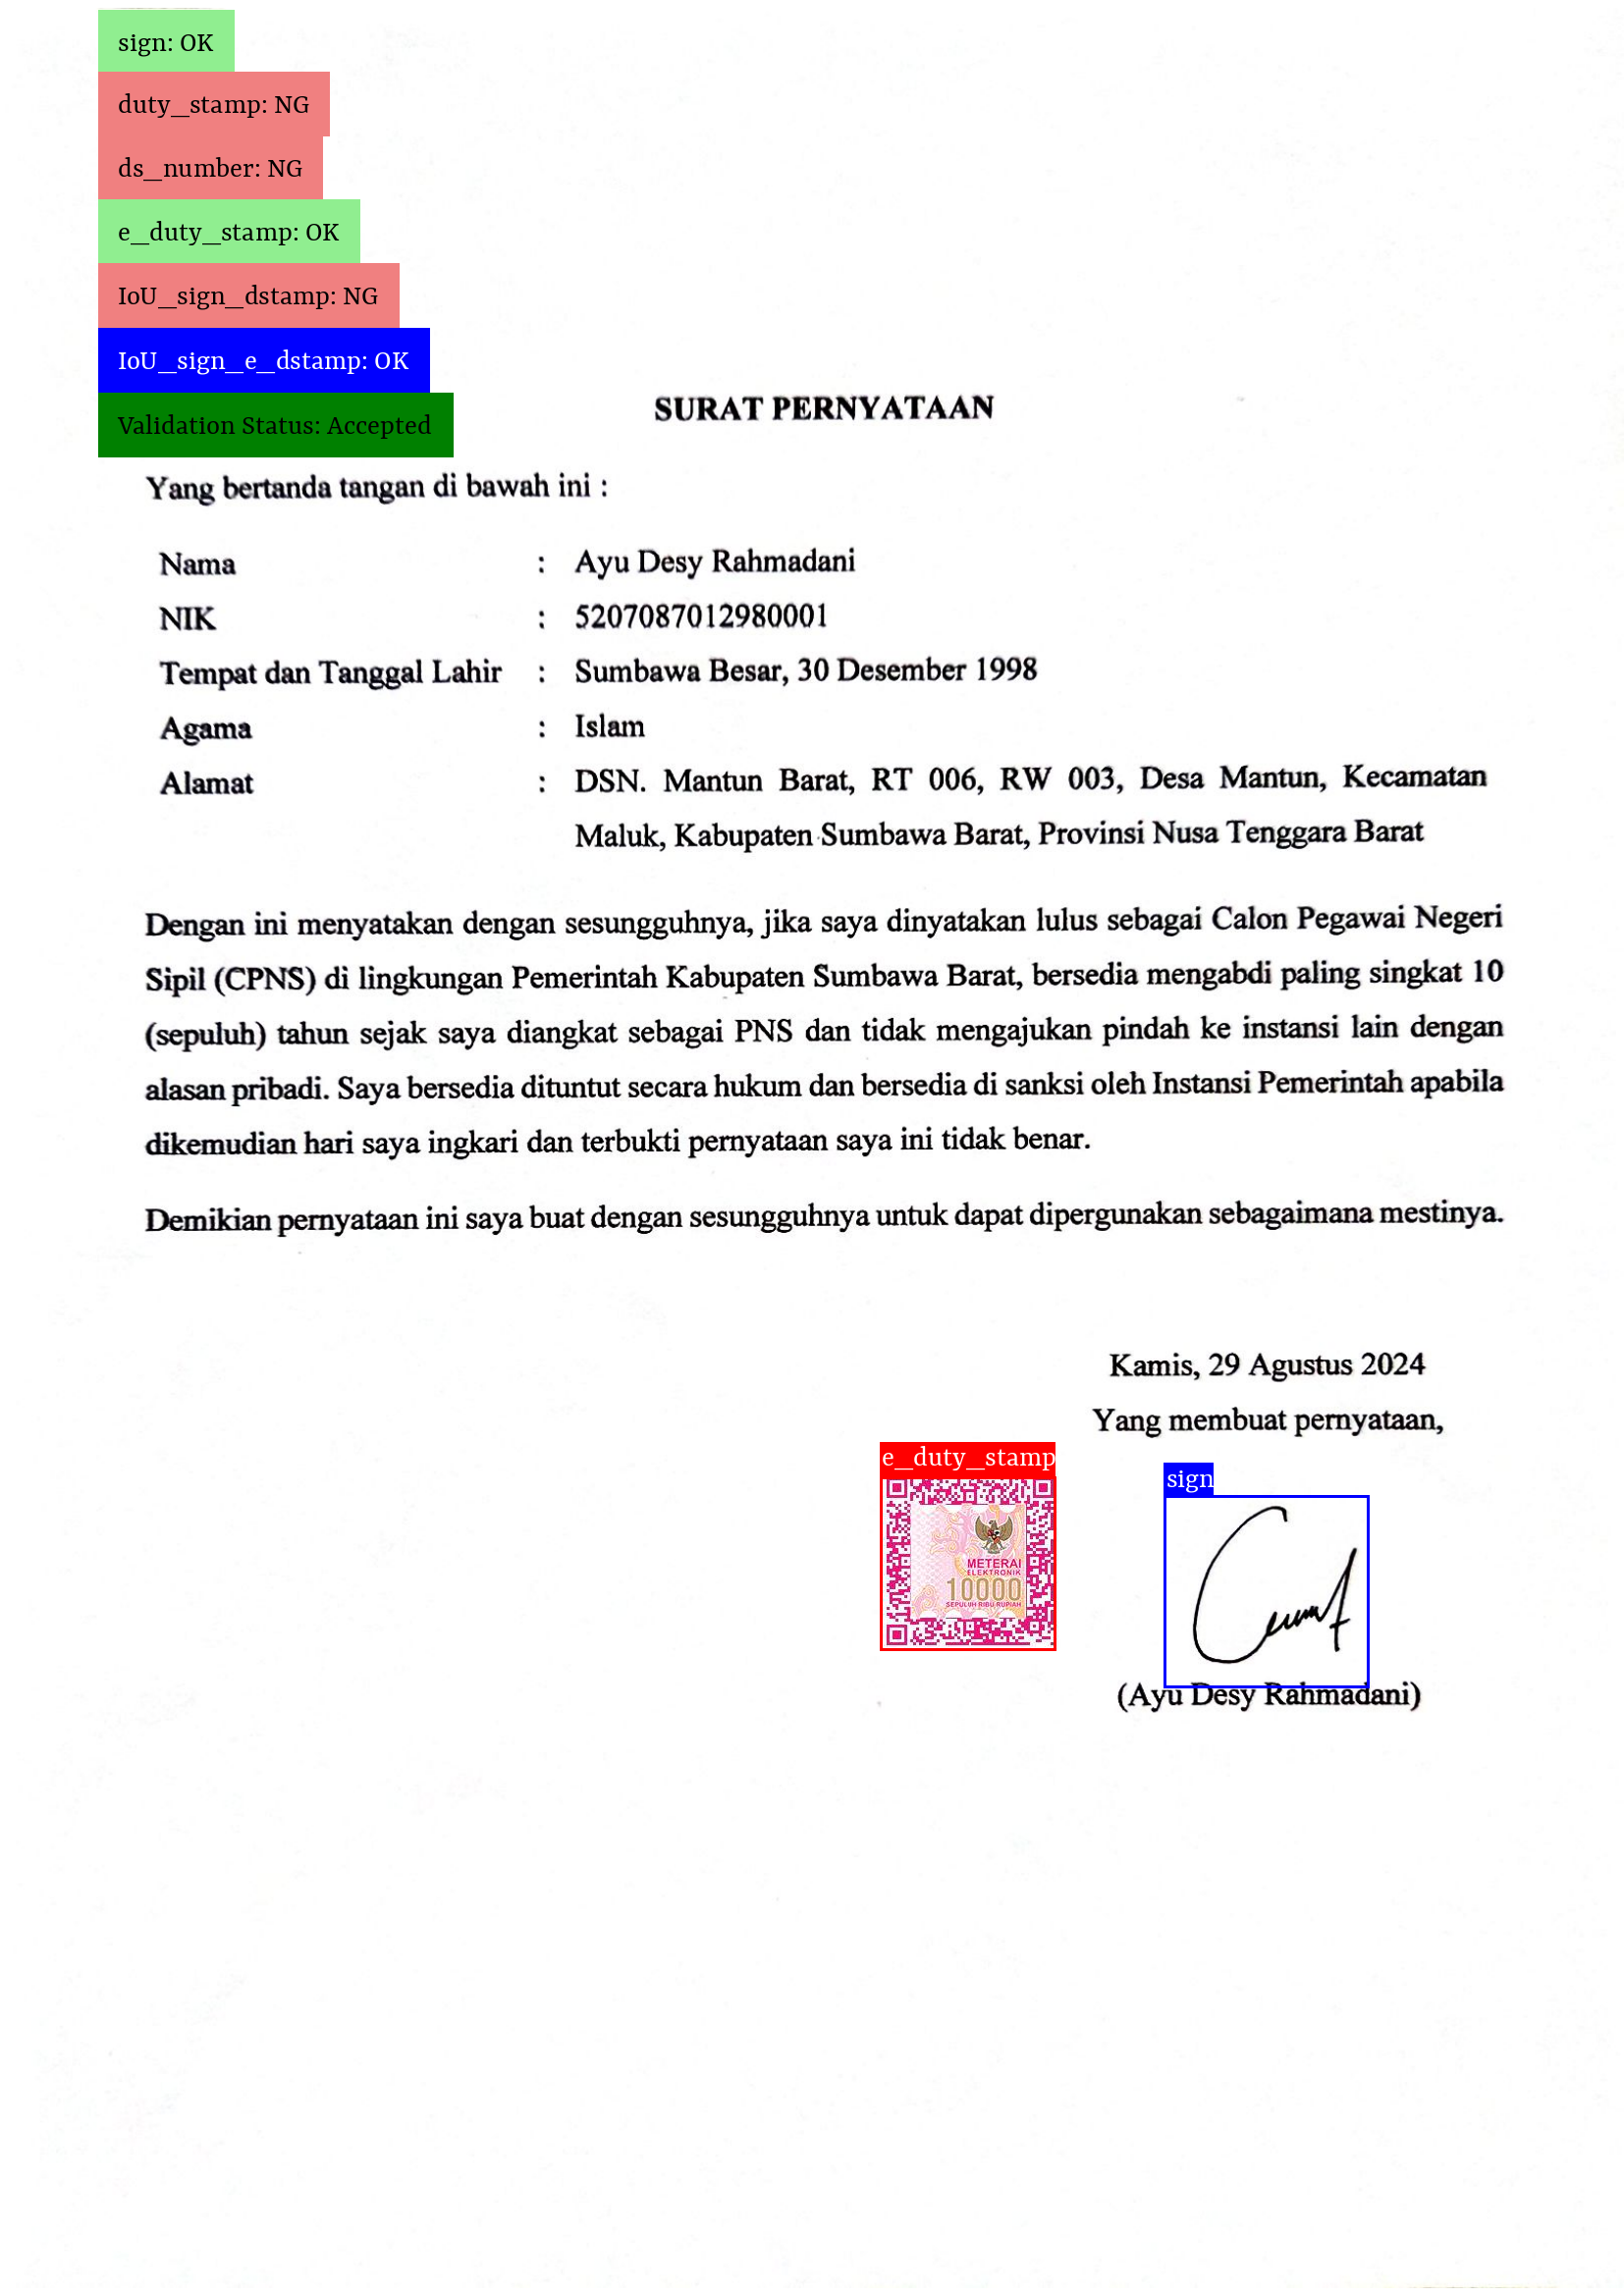 sign: OK
duty_stamp: NG
ds_number: NG
e_duty_stamp: OK
IoU_sign_dstamp: NG
IoU_sign_e_dstamp: OK
Validation Status: Accepted
SURAT PERNYATAAN
Yang bertanda tangan di bawah ini :
Nama : Ayu Desy Rahmadani
NIK : 5207087012980001
Tempat dan Tanggal Lahir : Sumbawa Besar, 30 Desember 1998
Agama : Islam
Alamat : DSN. Mantun Barat, RT 006, RW 003, Desa Mantun, Kecamatan
Maluk, Kabupaten Sumbawa Barat, Provinsi Nusa Tenggara Barat
Dengan ini menyatakan dengan sesungguhnya, jika saya dinyatakan lulus sebagai Calon Pegawai Negeri
Sipil (CPNS) di lingkungan Pemerintah Kabupaten Sumbawa Barat, bersedia mengabdi paling singkat 10
(sepuluh) tahun sejak saya diangkat sebagai PNS dan tidak mengajukan pindah ke instansi lain dengan
alasan pribadi. Saya bersedia dituntut secara hukum dan bersedia di sanksi oleh Instansi Pemerintah apabila
dikemudian hari saya ingkari dan terbukti pernyataan saya ini tidak benar.
Demikian pernyataan ini saya buat dengan sesungguhnya untuk dapat dipergunakan sebagaimana mestinya.
Kamis, 29 Agustus 2024
Yang membuat pernyataan,
e_duty_stamp
sign
METERAI
ELEKTRONIK
10000
SEPULUH RIBU RUPIAH
(Ayu Desy Rahmadani)